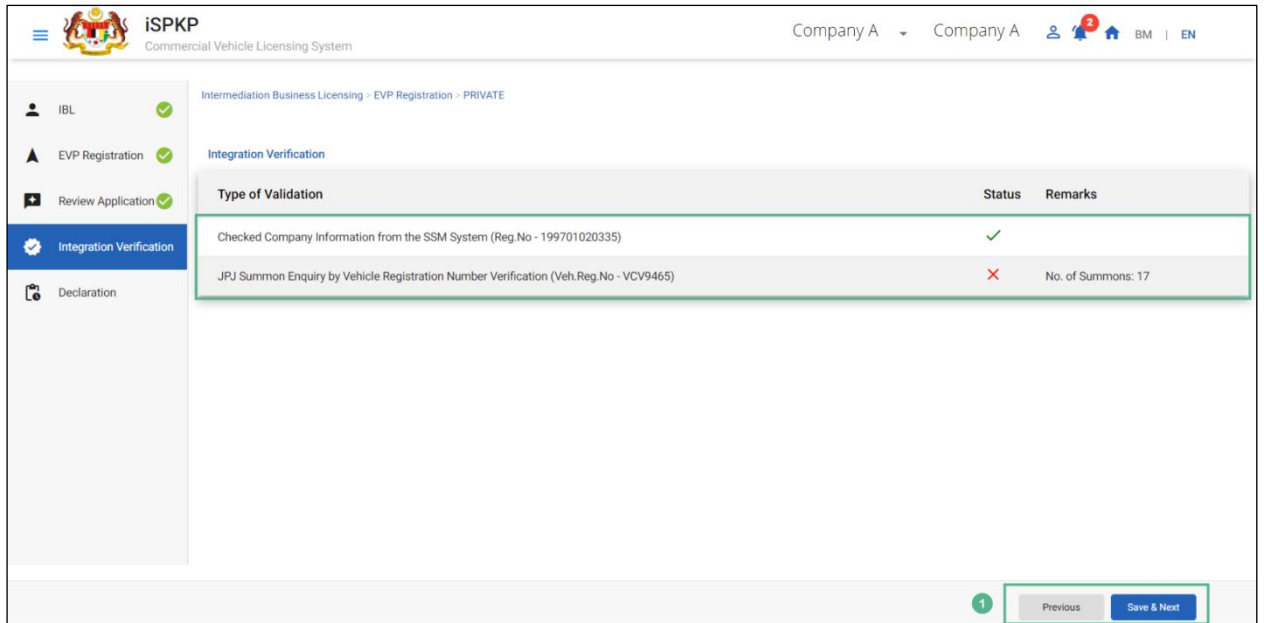 iSPKP
Commercial Vehicle Licensing System
Company A
Company A
2
BM | EN
IBL
EVP Registration
Review Application
Integration Verification
Declaration
Intermediation Business Licensing > EVP Registration > PRIVATE
Integration Verification
Type of Validation Status Remarks
Checked Company Information from the SSM System (Reg.No - 199701020335)
JPJ Summon Enquiry by Vehicle Registration Number Verification (Veh.Reg.No - VCV9465) No. of Summons: 17
1
Previous Save & Next